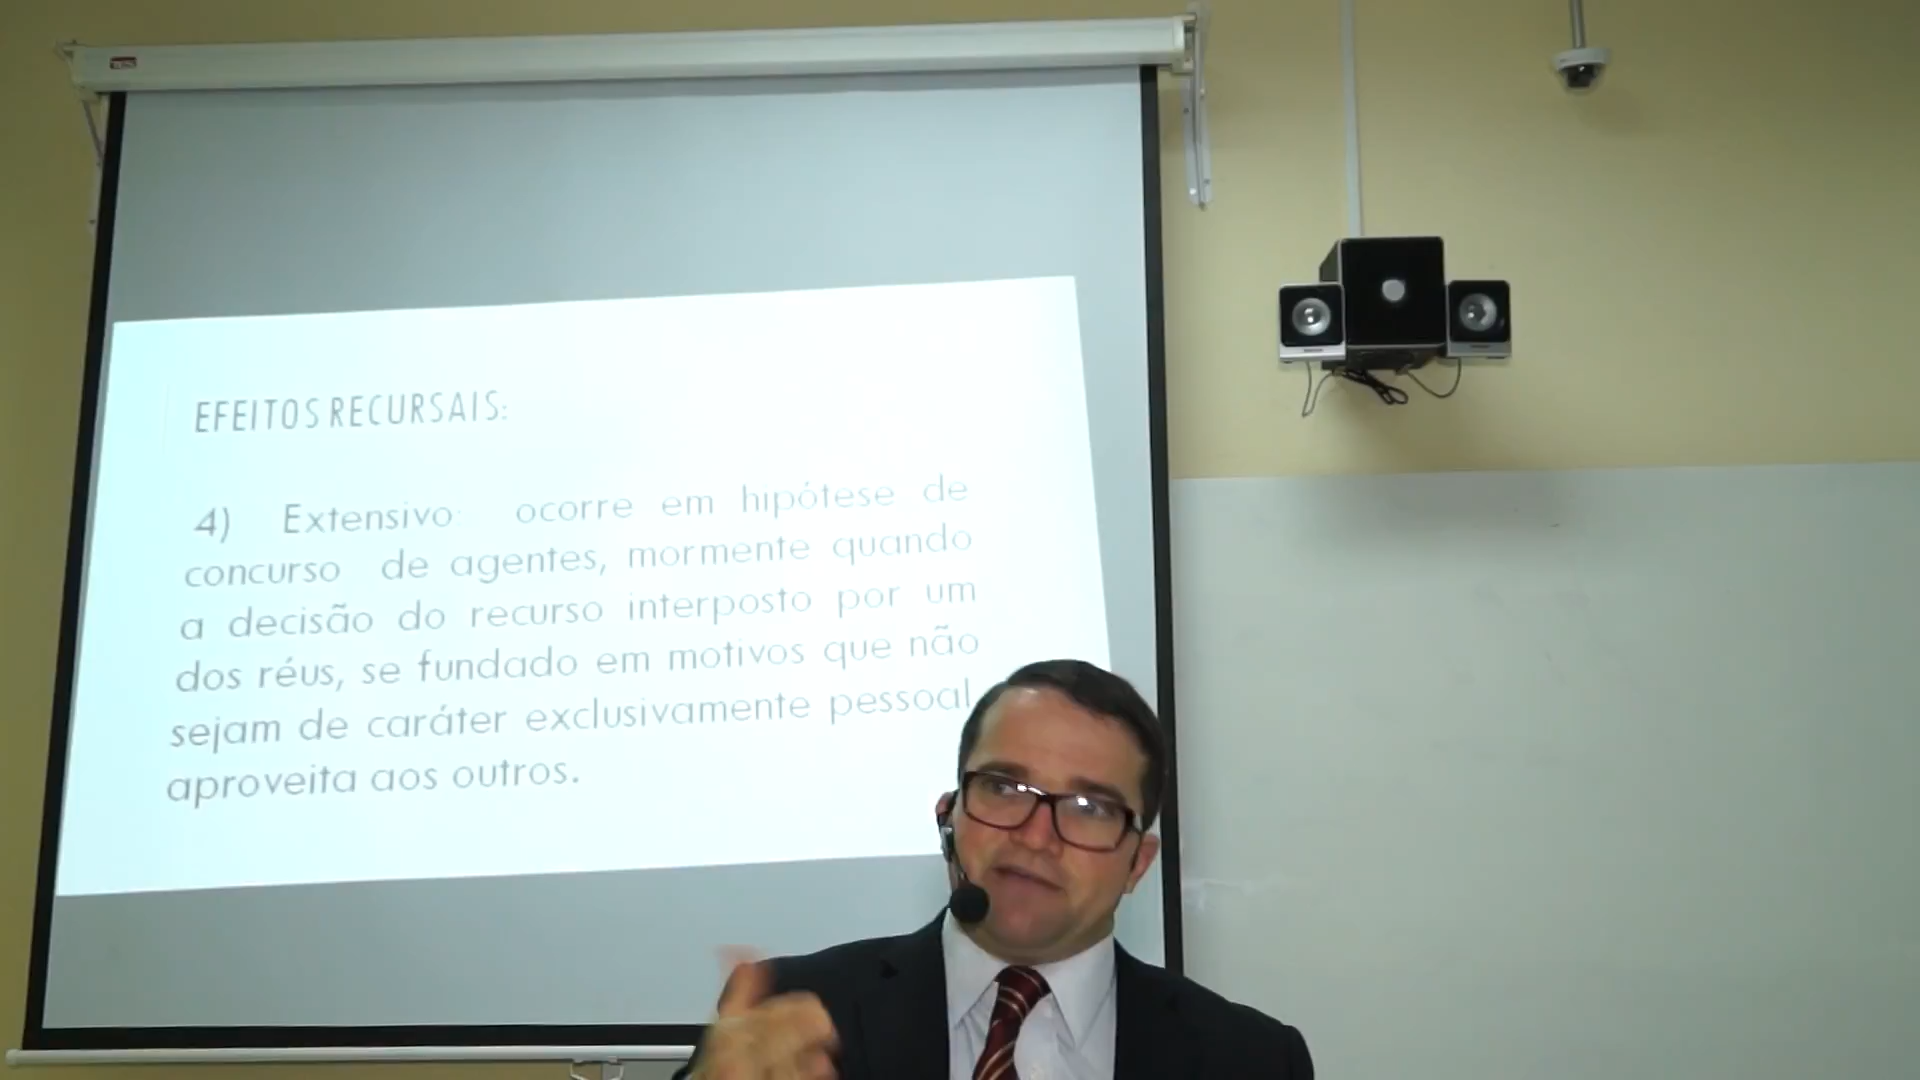 EFEITOS RECURSAIS:
4) Extensivo ocorre em hipótese de
concurso de agentes, mormente quando
a decisão do recurso interposto por um
dos réus, se fundado em motivos que não
sejam de caráter exclusivamente pessoal
aproveita aos outros.